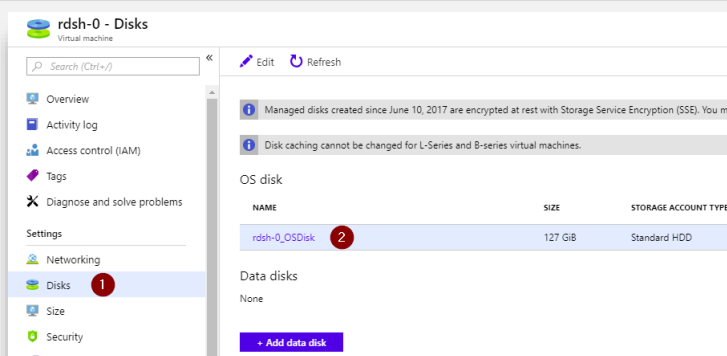 rdsh-0 - Disks
Virtual machine
Search (Ctrl+/)
«
Overview
Activity log
Access control (IAM)
Tags
Diagnose and solve problems
Settings
Networking
Disks 1
Size
Security
Edit Refresh
Managed disks created since June 10, 2017 are encrypted at rest with Storage Service Encryption (SSE). You m
Disk caching cannot be changed for L-Series and B-series virtual machines.
OS disk
NAME SIZE STORAGE ACCOUNT TYPE
rdsh-0_OSDisk 2 127 GiB Standard HDD
Data disks
None
+ Add data disk